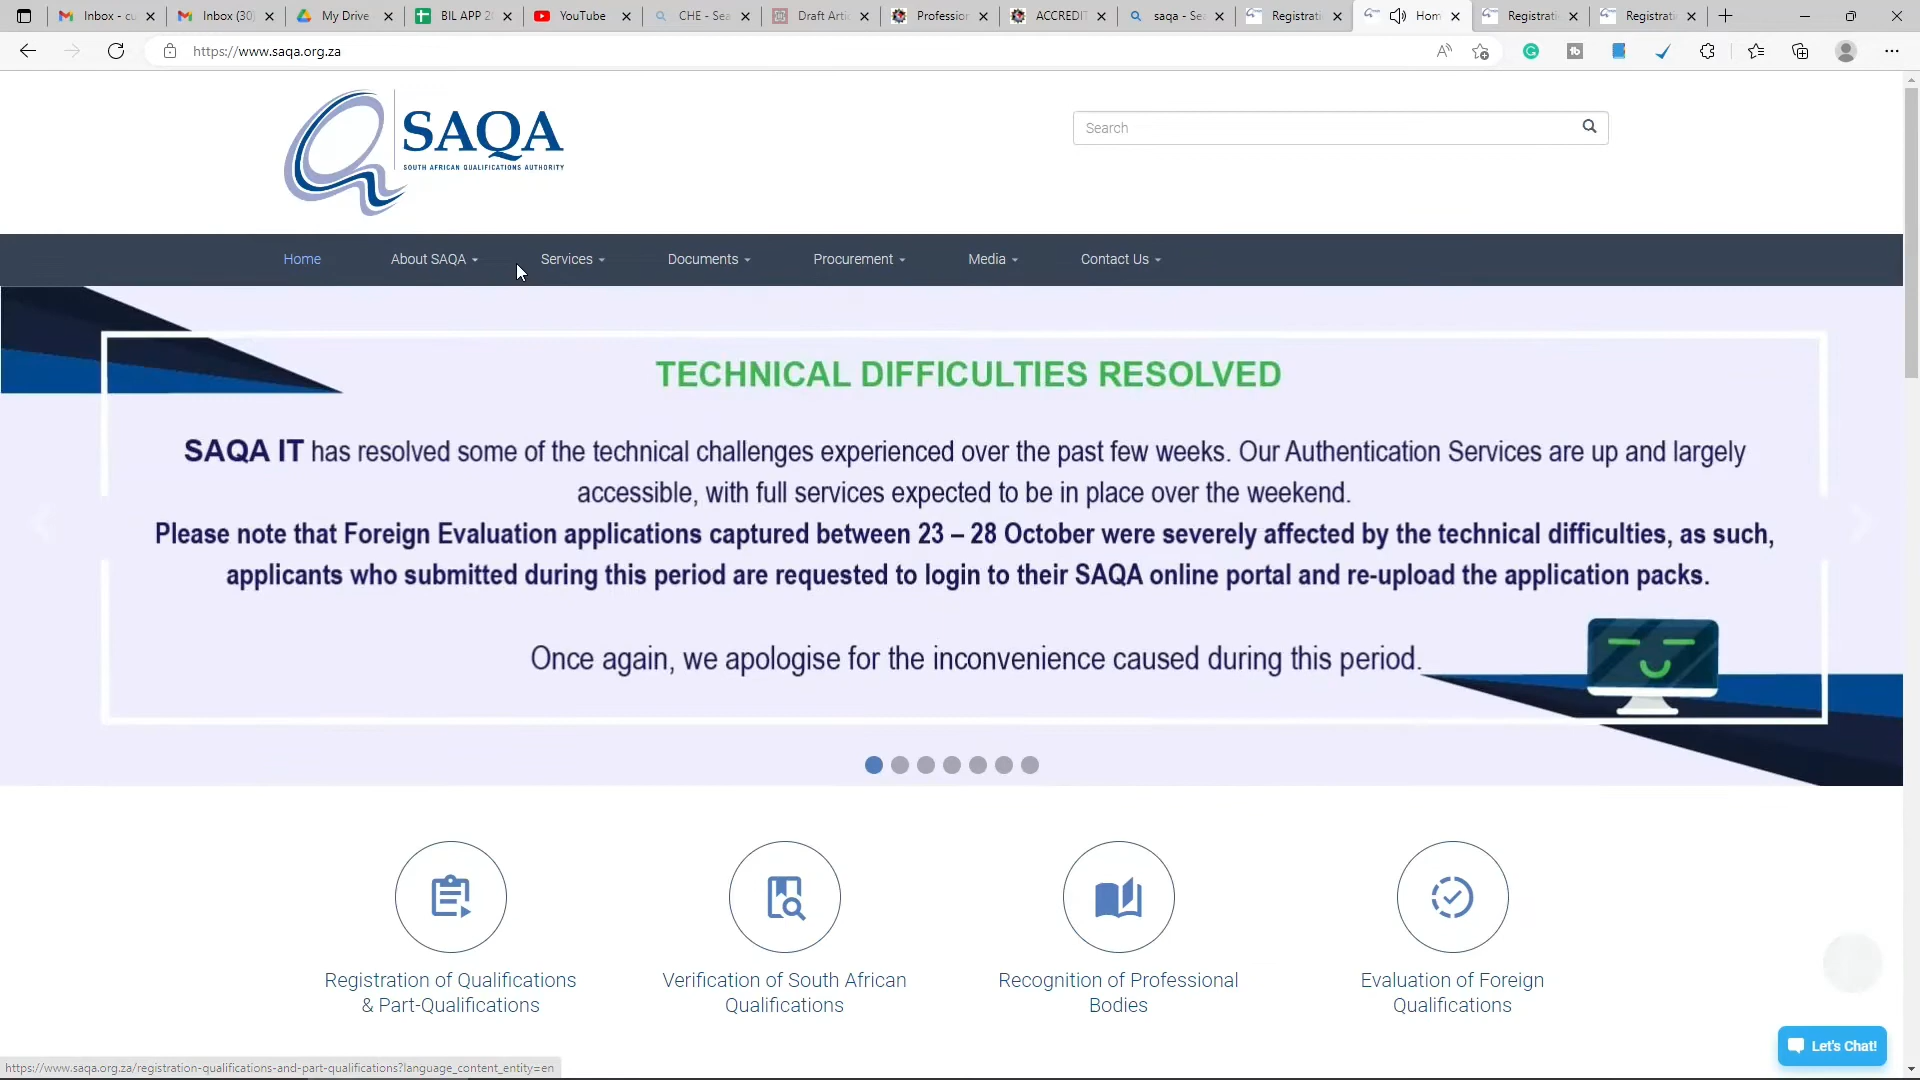 Inbox - cu
Inbox (30)
My Drive
BIL APP 20
YouTube
CHE - Sea
Draft Artic
Profession
ACCREDIT
saqa - Sea
Registrati
Hom
Registrati
Registrati
https://www.saqa.org.za
SAQA
SOUTH AFRICAN QUALIFICATIONS AUTHORITY
Search
Home
About SAQA
Services
Documents
Procurement
Media
Contact Us
TECHNICAL DIFFICULTIES RESOLVED
SAQA IT has resolved some of the technical challenges experienced over the past few weeks. Our Authentication Services are up and largely
accessible, with full services expected to be in place over the weekend.
Please note that Foreign Evaluation applications captured between 23 – 28 October were severely affected by the technical difficulties, as such,
applicants who submitted during this period are requested to login to their SAQA online portal and re-upload the application packs.
Once again, we apologise for the inconvenience caused during this period.
Registration of Qualifications
& Part-Qualifications
Verification of South African
Qualifications
Recognition of Professional
Bodies
Evaluation of Foreign
Qualifications
Let's Chat!
https://www.saqa.org.za/registration-qualifications-and-part-qualifications?language_content_entity=en